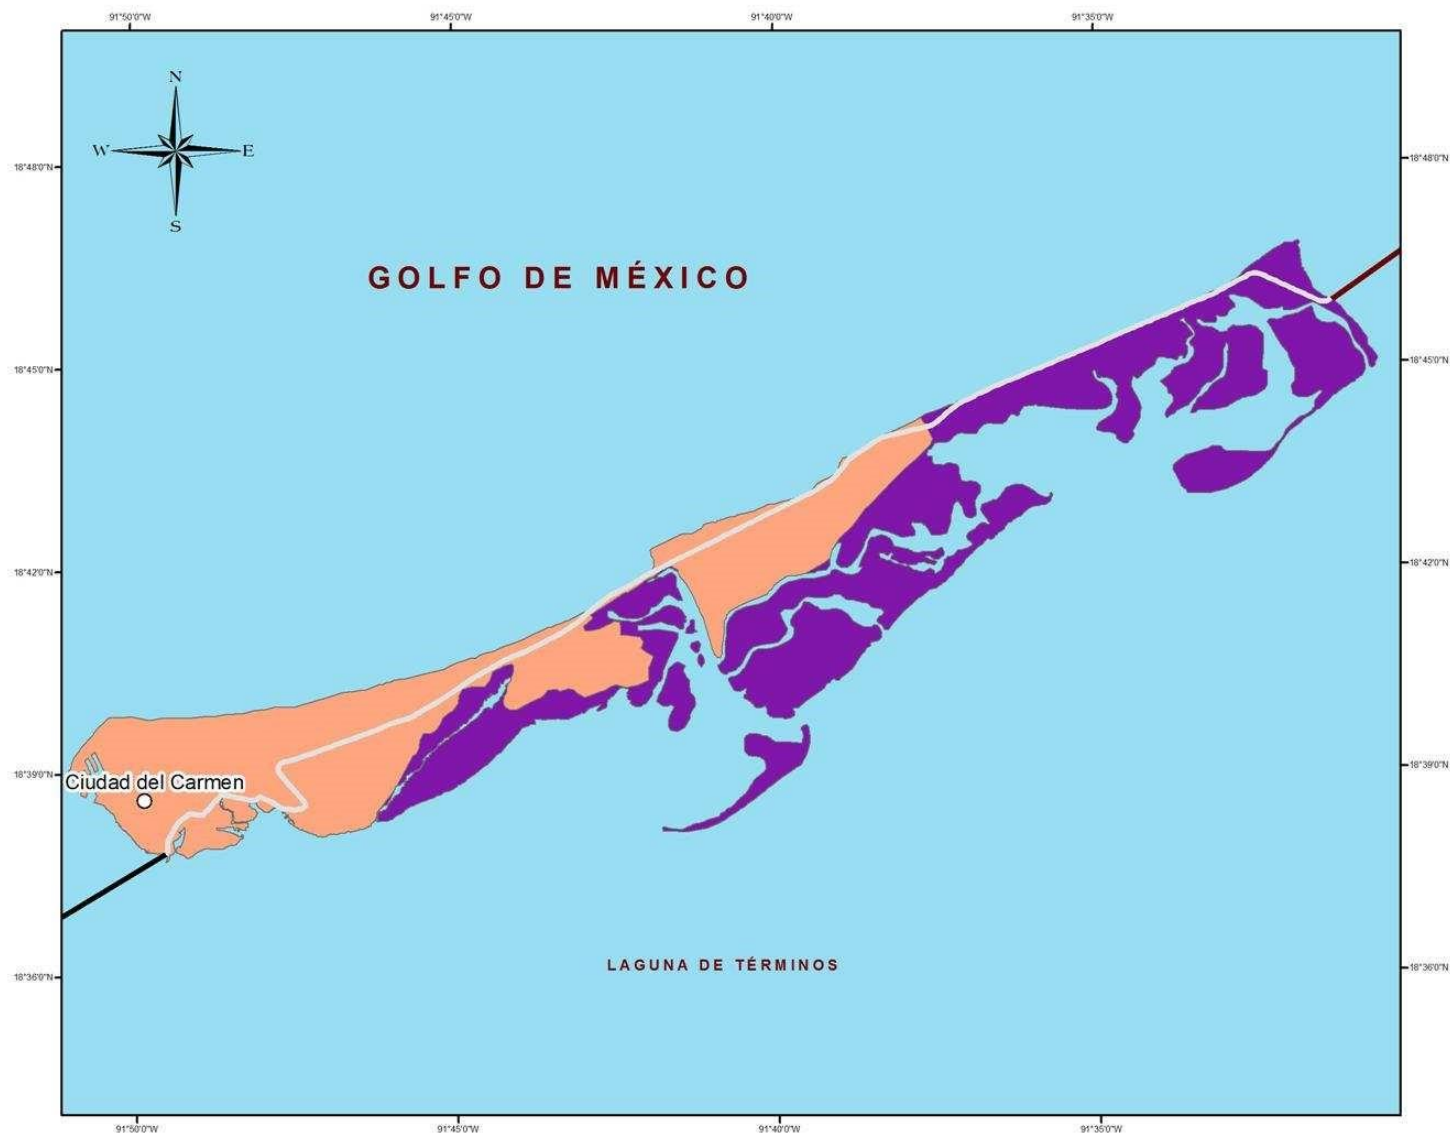 91°50'0"W 91°45'0"W 91°40'0"W 91°35'0"W
N
W E
S
18°48'0"N 18°48'0"N
GOLFO DE MÉXICO
18°45'0"N 18°45'0"N
18°42'0"N 18°42'0"N
18°39'0"N 18°39'0"N
Ciudad del Carmen
LAGUNA DE TÉRMINOS
18°36'0"N 18°36'0"N
91°50'0"W 91°45'0"W 91°40'0"W 91°35'0"W